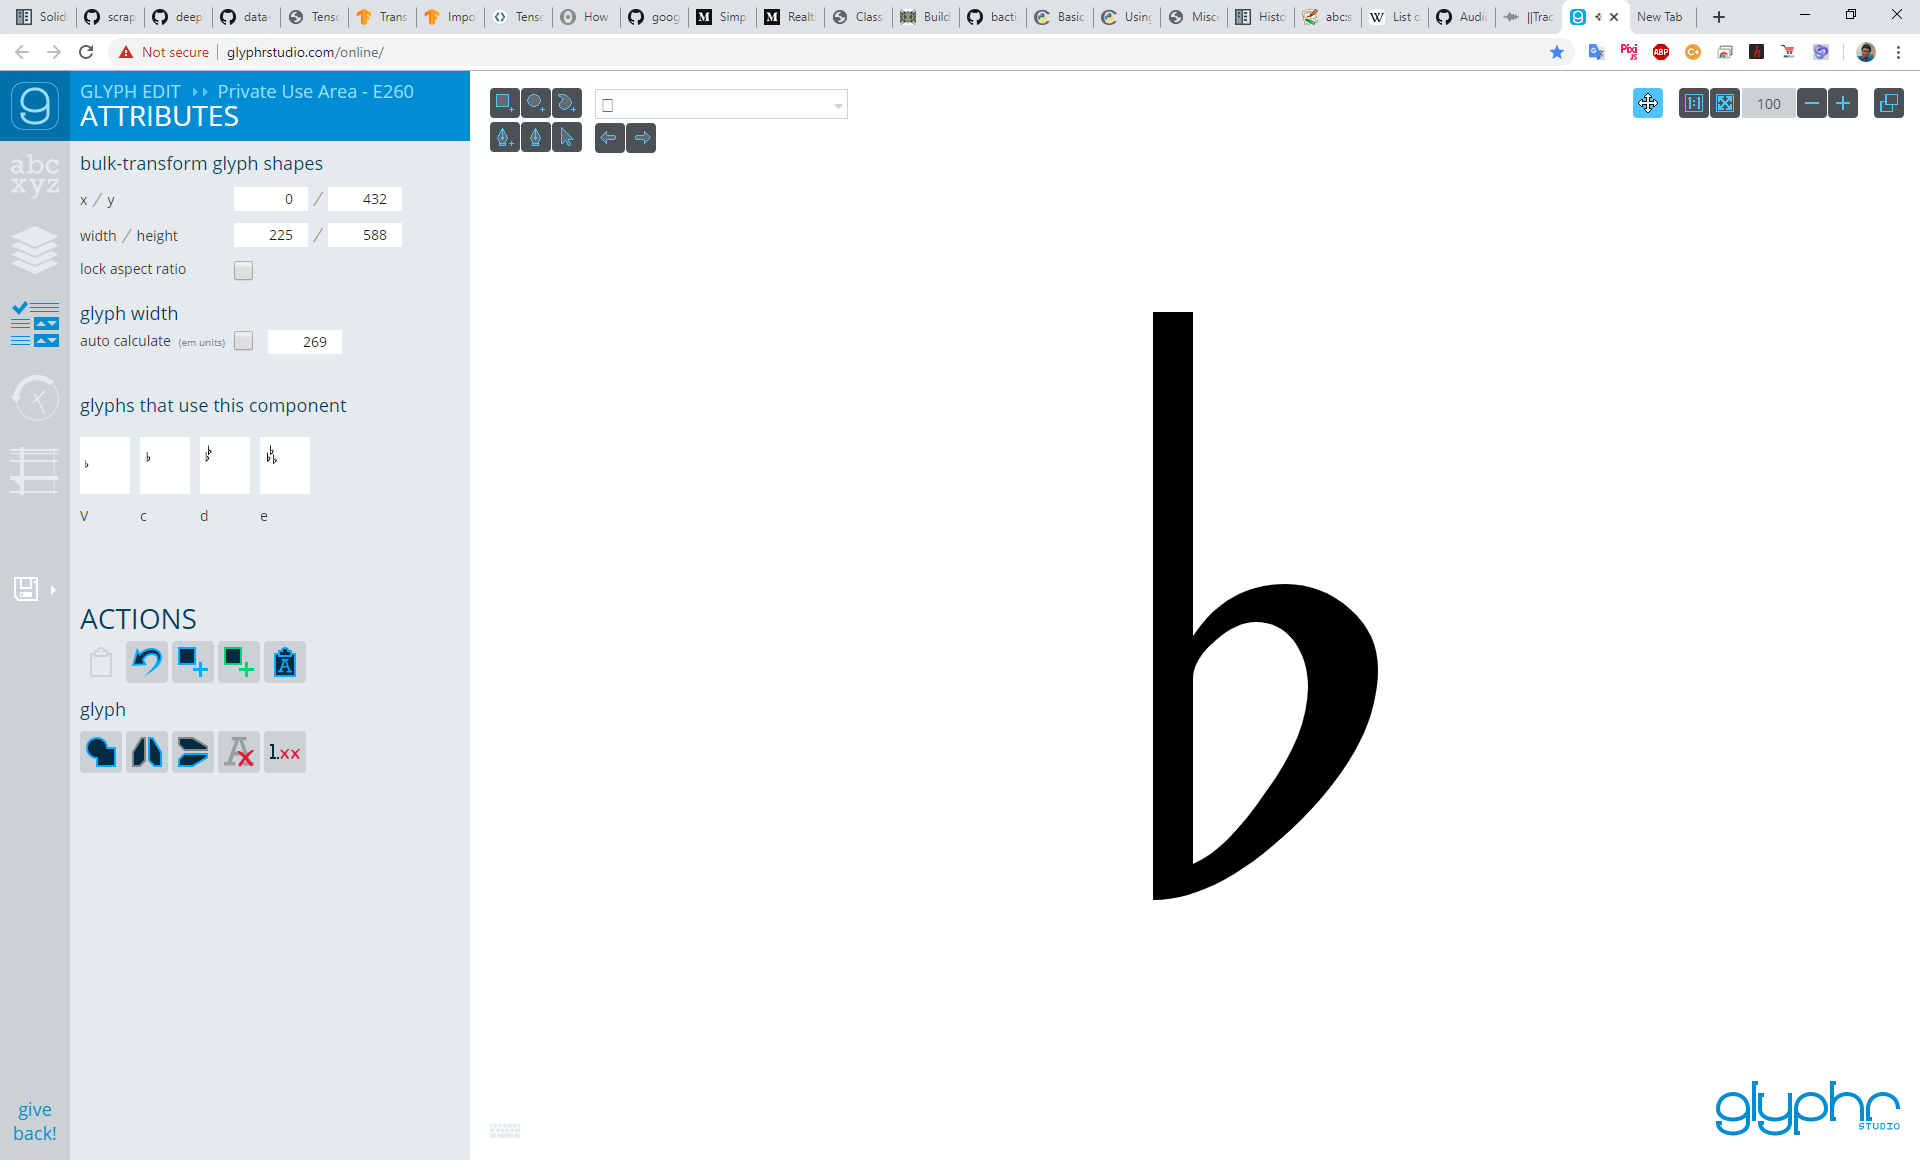 Solid
scrap
deep
data-
Tenso
Trans
Impo
Tenso
How
goog
Simp
Realt
Class
Build
bacti
Basic
Using
Misc
Histo
abc:s
List o
Audi
||Trac
New Tab
Not secure
glyphrstudio.com/online/
GLYPH EDIT
Private Use Area - E260
ATTRIBUTES
abc
xyz
bulk-transform glyph shapes
x / y
0 / 432
width / height
225 / 588
lock aspect ratio
glyph width
auto calculate (em units)
269
glyphs that use this component
V
c
d
e
ACTIONS
glyph
1.xx
1:1
100
♭
give
back!
glyphr
STUDIO